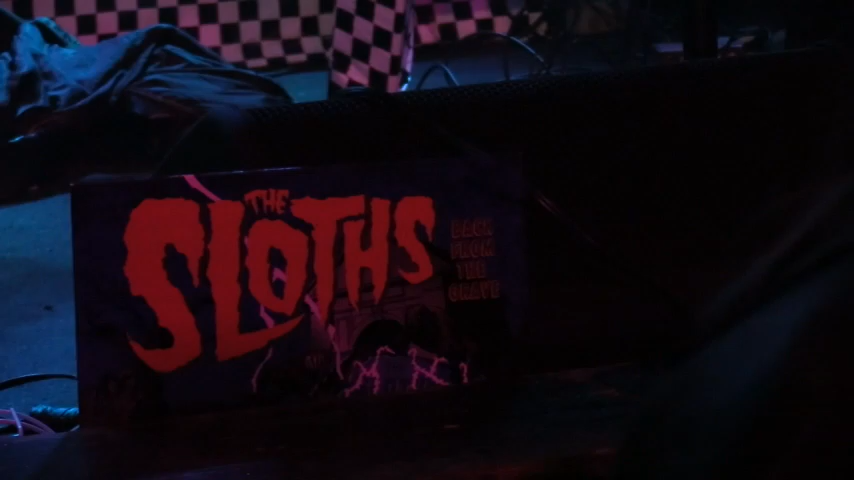 THE
SLOTHS
BACK
FROM
THE
GRAVE